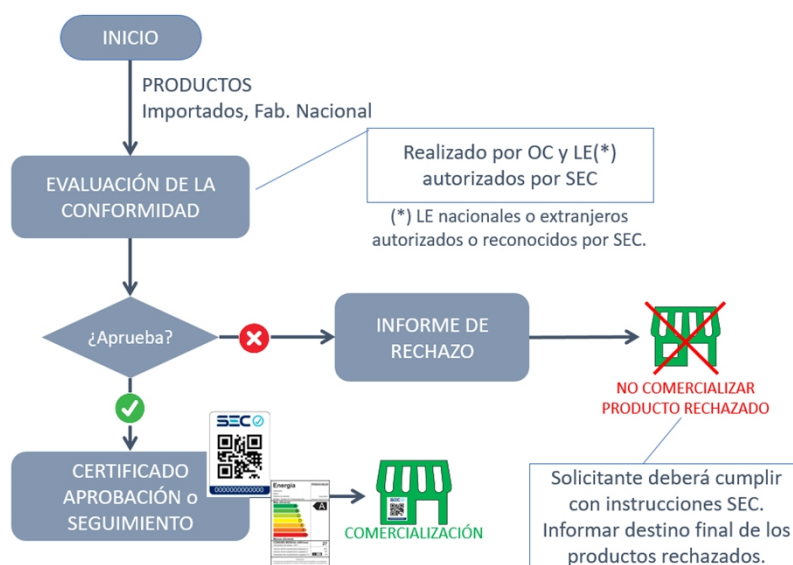 INICIO
PRODUCTOS
Importados, Fab. Nacional
EVALUACIÓN DE LA
CONFORMIDAD
Realizado por OC y LE(*)
autorizados por SEC
(*) LE nacionales o extranjeros
autorizados o reconocidos por SEC.
¿Aprueba?
INFORME DE
RECHAZO
NO COMERCIALIZAR
PRODUCTO RECHAZADO
CERTIFICADO
APROBACIÓN o
SEGUIMIENTO
SEC
Energía
A
SEC
COMERCIALIZACIÓN
Solicitante deberá cumplir
con instrucciones SEC.
Informar destino final de los
productos rechazados.